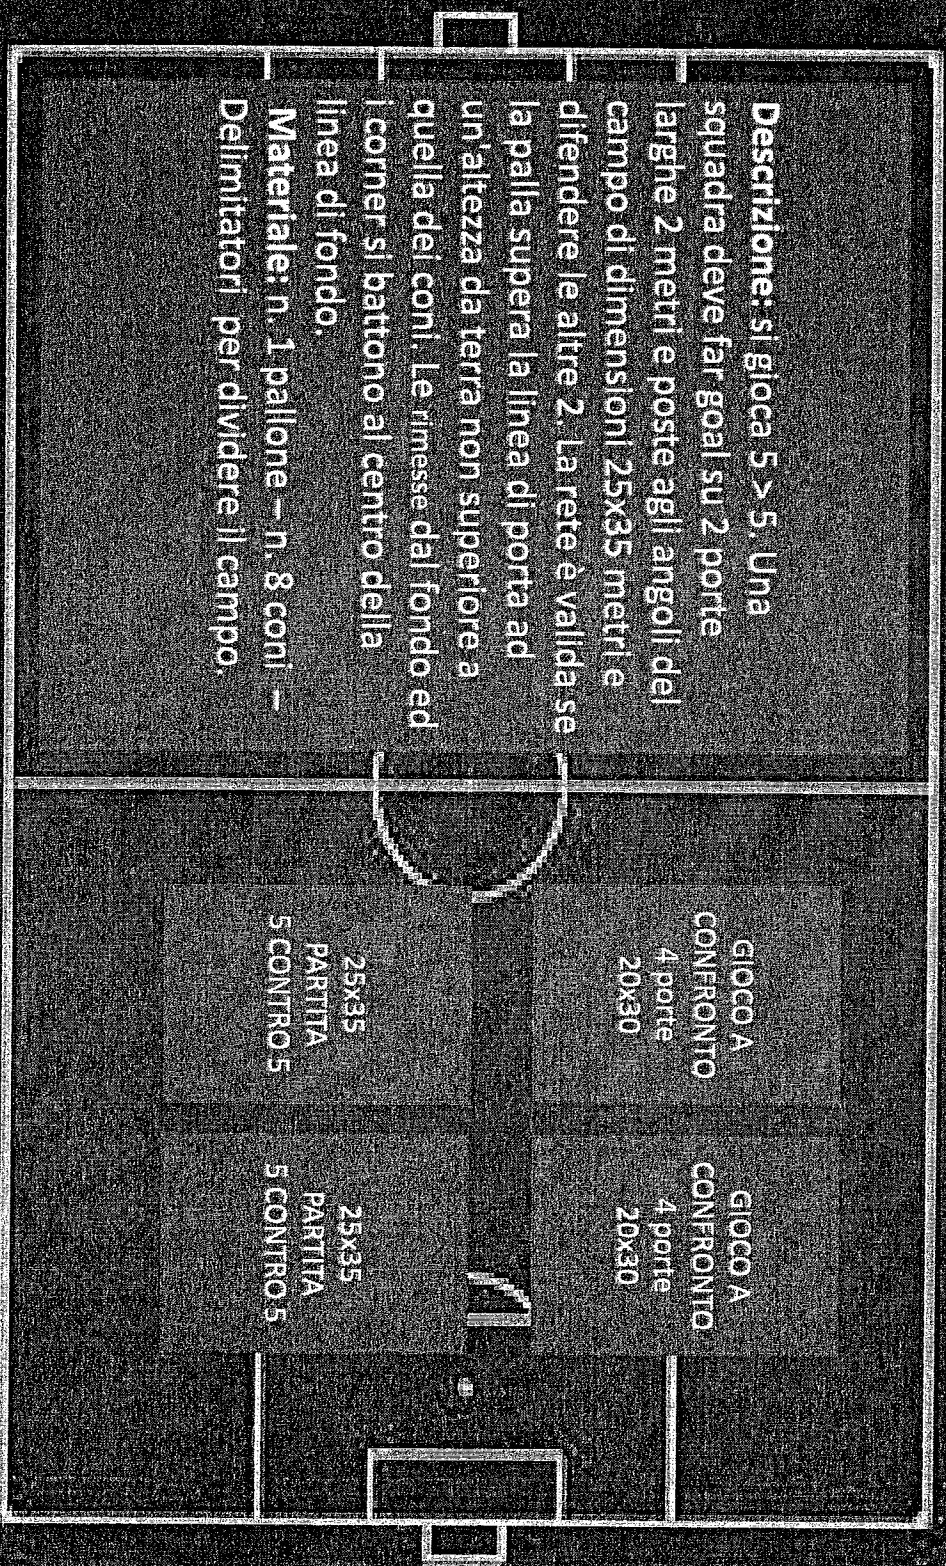 Descrizione: si gioca 5 > 5. Una
squadra deve far goal su 2 porte
larghe 2 metri e poste agli angoli del
campo di dimensioni 25x35 metri e
difendere le altre 2. La rete è valida se
la palla supera la linea di porta ad
un'altezza da terra non superiore a
quella dei coni. Le rimesse dal fondo ed
i corner si battono al centro della
linea di fondo.
Materiale: n. 1 pallone – n. 8 coni –
Delimitatori per dividere il campo.
GIOCO A
CONFRONTO
4 porte
20x30
GIOCO A
CONFRONTO
4 porte
20x30
25x35
PARTITA
5 CONTRO 5
25x35
PARTITA
5 CONTRO 5